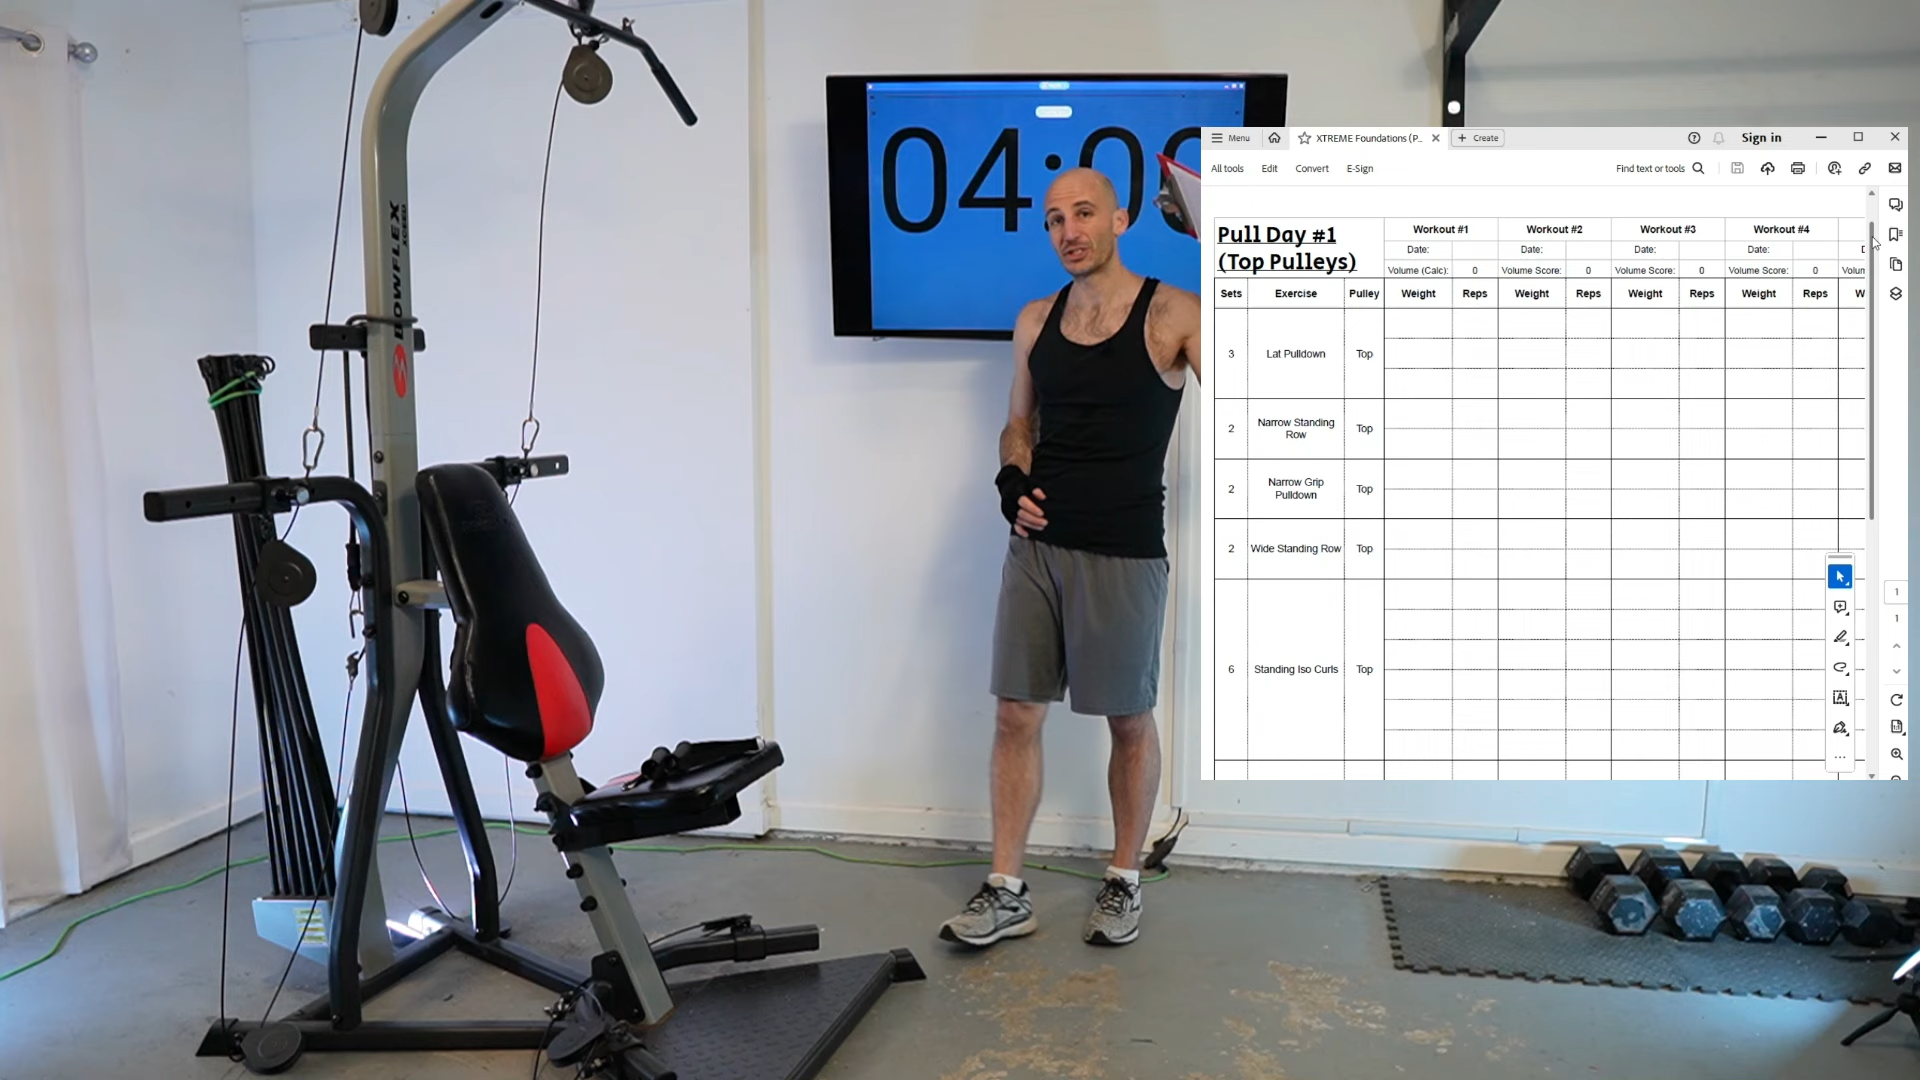 04:0
BOWFLEX
XCEED
Menu
XTREME Foundations (P...
Create
Sign in
All tools
Edit
Convert
E-Sign
Find text or tools
Pull Day #1
(Top Pulleys)
Workout #1
Workout #2
Workout #3
Workout #4
Date:
Date:
Date:
Date:
Volume (Calc):
0
Volume Score:
0
Volume Score:
0
Volume Score:
0
Volum
Sets
Exercise
Pulley
Weight
Reps
Weight
Reps
Weight
Reps
Weight
Reps
W
3
Lat Pulldown
Top
2
Narrow Standing
Row
Top
2
Narrow Grip
Pulldown
Top
2
Wide Standing Row
Top
6
Standing Iso Curls
Top
1
1